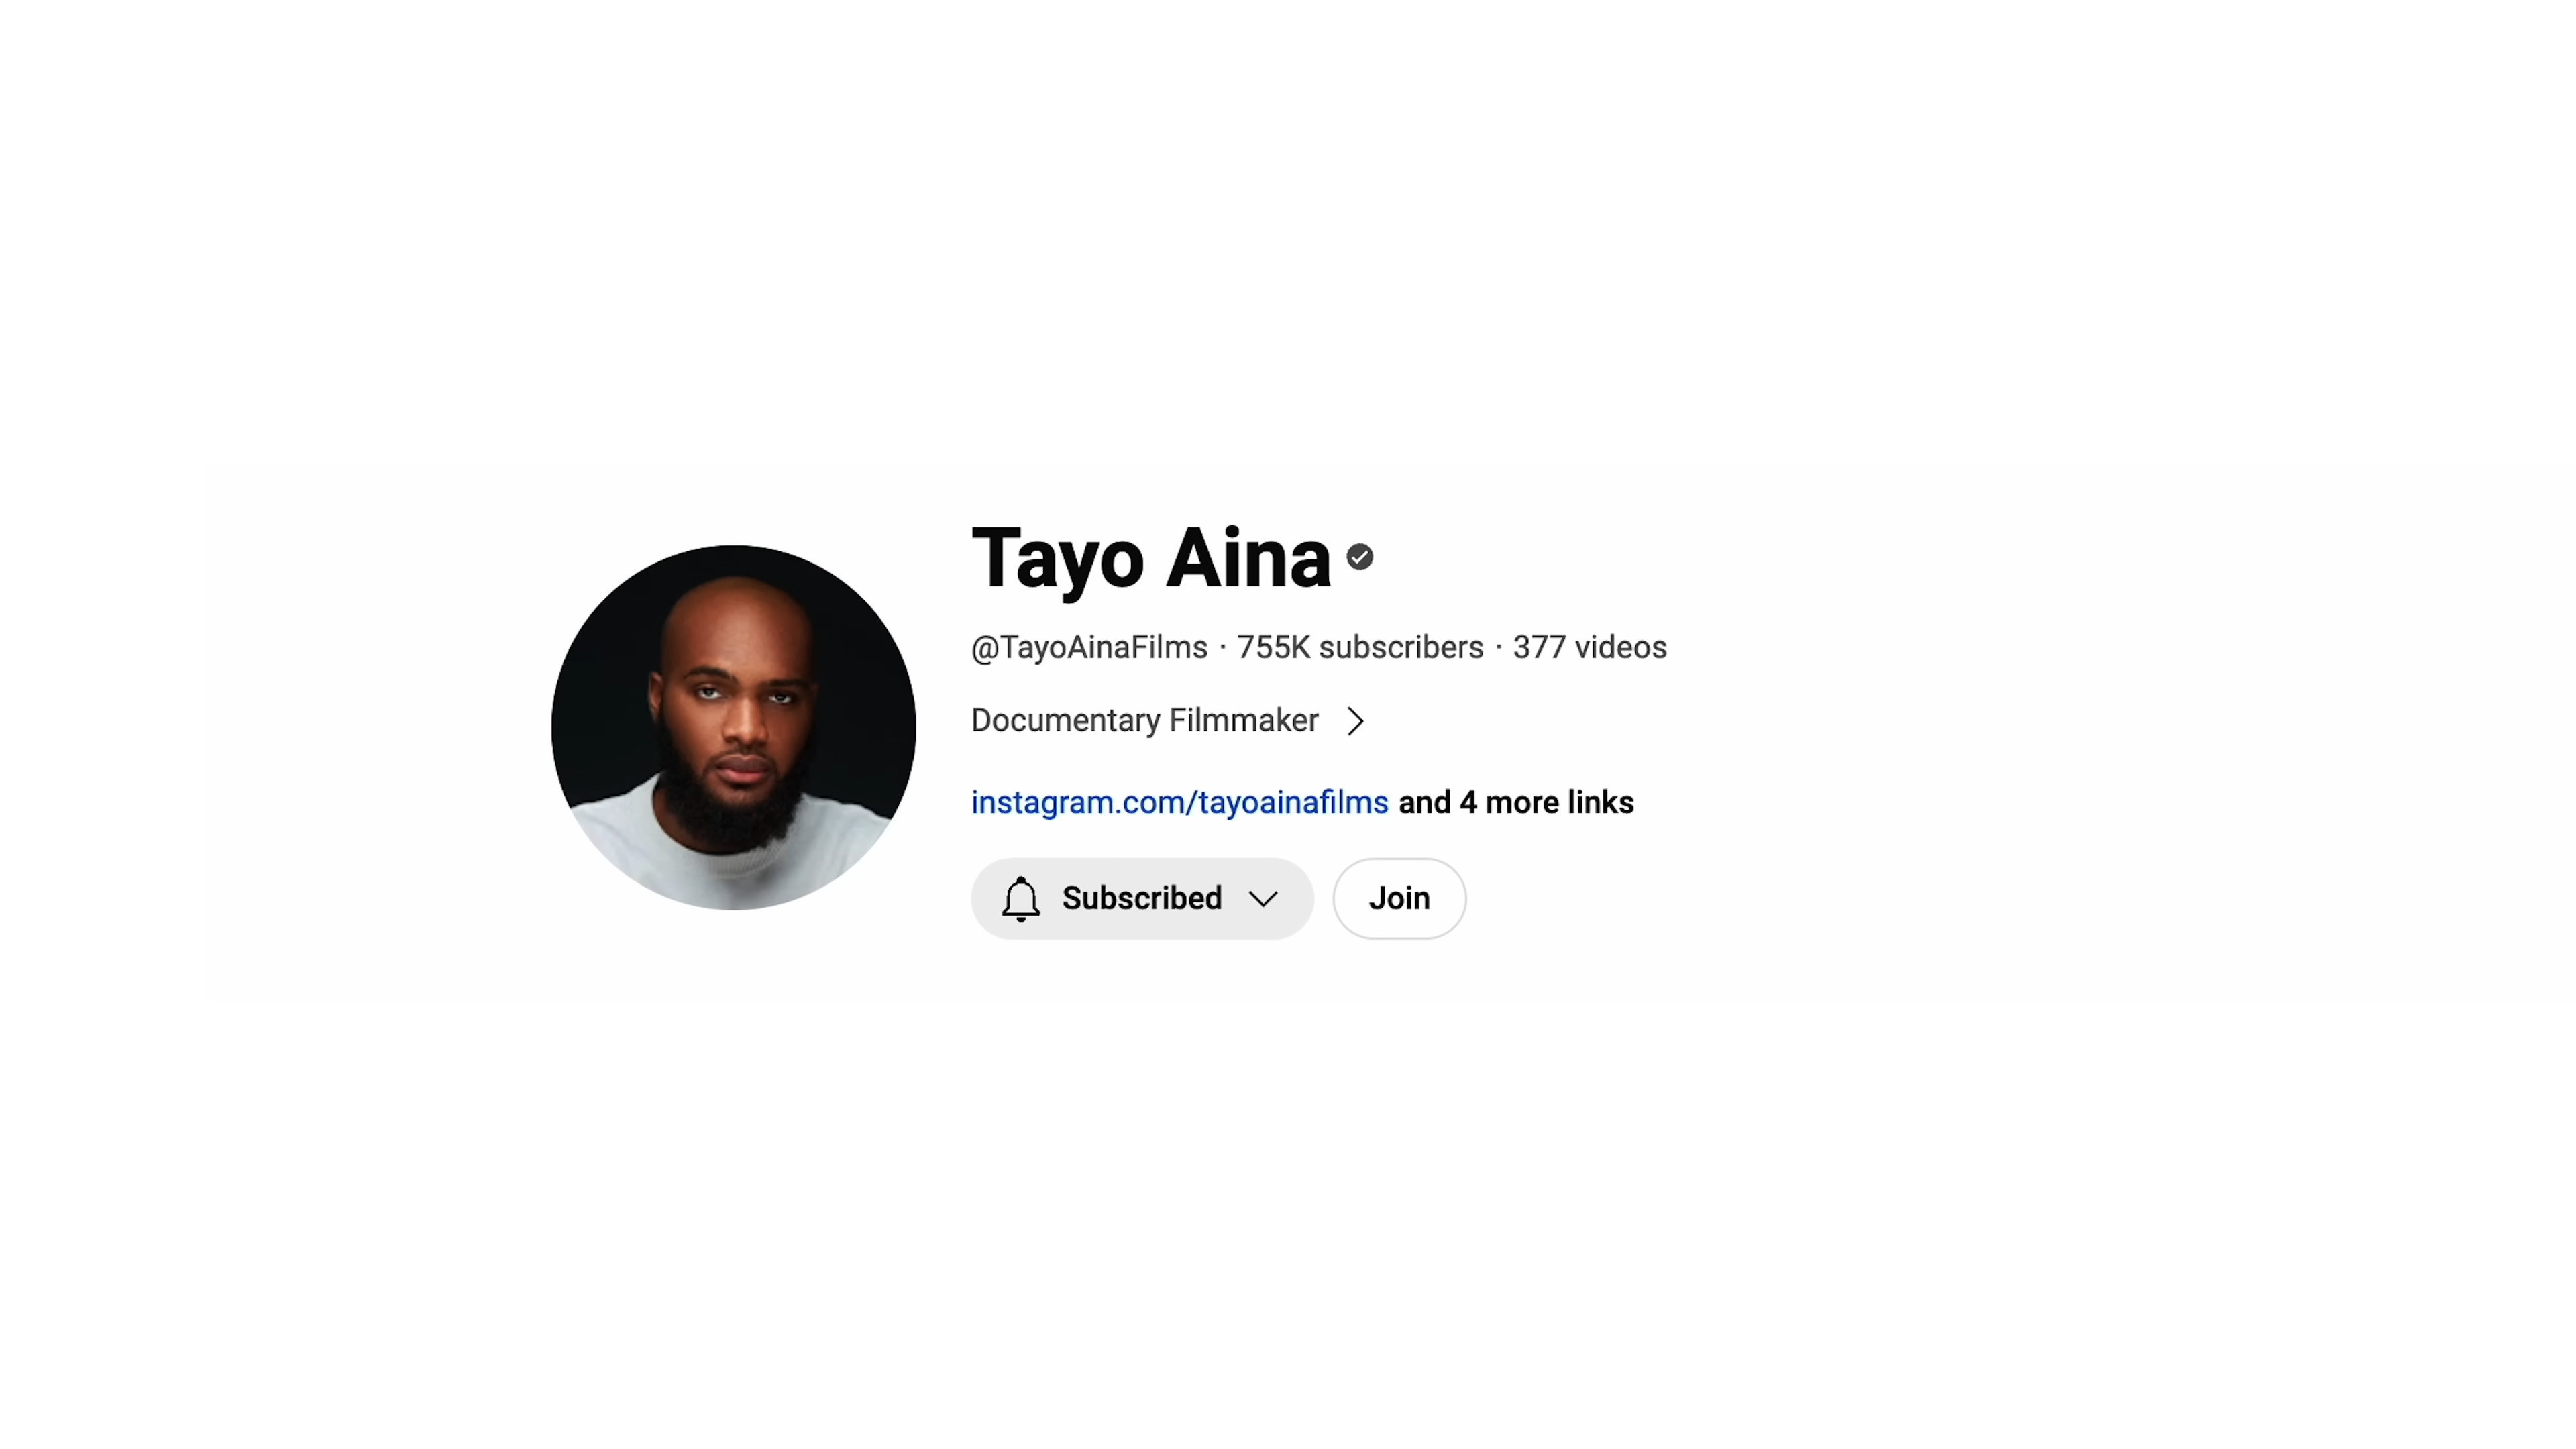 Tayo Aina
@TayoAinaFilms · 755K subscribers · 377 videos
Documentary Filmmaker
instagram.com/tayoainafilms and 4 more links
Subscribed
Join